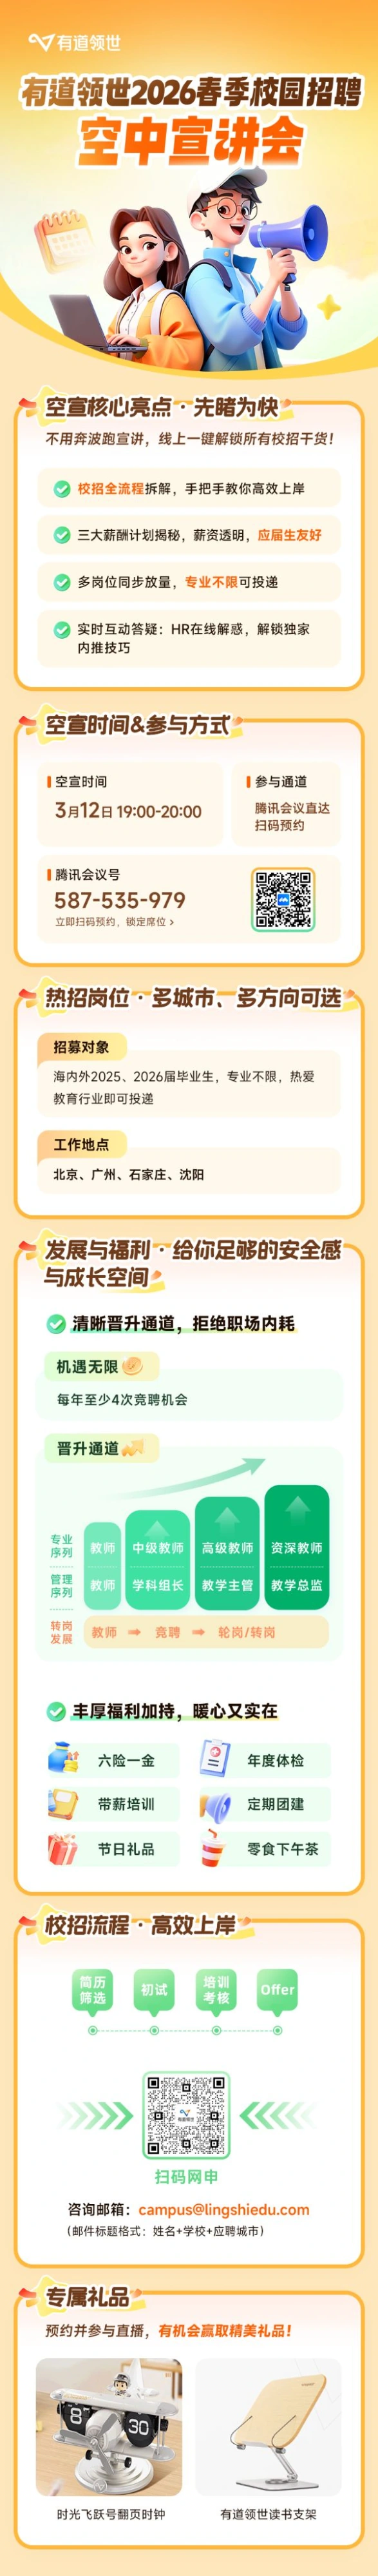 有道领世
有道领世2026春季校园招聘
空中宣讲会
空宣核心亮点·先睹为快
不用奔波跑宣讲，线上一键解锁所有校招干货！
校招全流程拆解，手把手教你高效上岸
三大薪酬计划揭秘，薪资透明，应届生友好
多岗位同步放量，专业不限可投递
实时互动答疑：HR在线解惑，解锁独家
内推技巧
空宣时间&参与方式
空宣时间
3月12日 19:00-20:00
参与通道
腾讯会议直达
扫码预约
腾讯会议号
587-535-979
立即扫码预约，锁定席位 ›
热招岗位·多城市、多方向可选
招募对象
海内外2025、2026届毕业生，专业不限，热爱
教育行业即可投递
工作地点
北京、广州、石家庄、沈阳
发展与福利·给你足够的安全感
与成长空间
清晰晋升通道，拒绝职场内耗
机遇无限
每年至少4次竞聘机会
晋升通道
专业
序列
教师
中级教师
高级教师
资深教师
管理
序列
教师
学科组长
教学主管
教学总监
转岗
发展
教师
竞聘
轮岗/转岗
丰厚福利加持，暖心又实在
六险一金
年度体检
带薪培训
定期团建
节日礼品
零食下午茶
校招流程·高效上岸
简历
筛选
初试
培训
考核
Offer
有道领世
扫码网申
咨询邮箱：campus@lingshiedu.com
（邮件标题格式：姓名+学校+应聘城市）
专属礼品
预约并参与直播，有机会赢取精美礼品！
8
30
时光飞跃号翻页时钟
有道领世读书支架